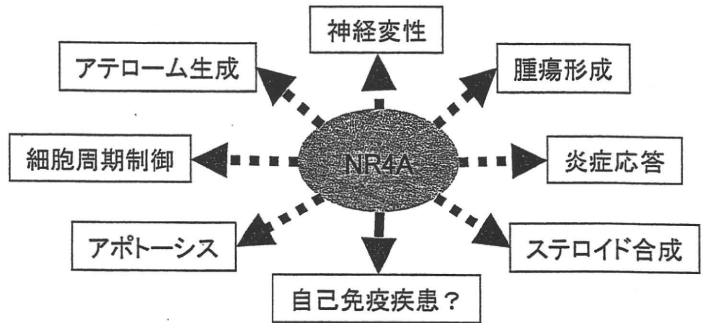 神経変性
アテローム生成
腫瘍形成
細胞周期制御
NR4A
炎症応答
アポトーシス
ステロイド合成
自己免疫疾患？